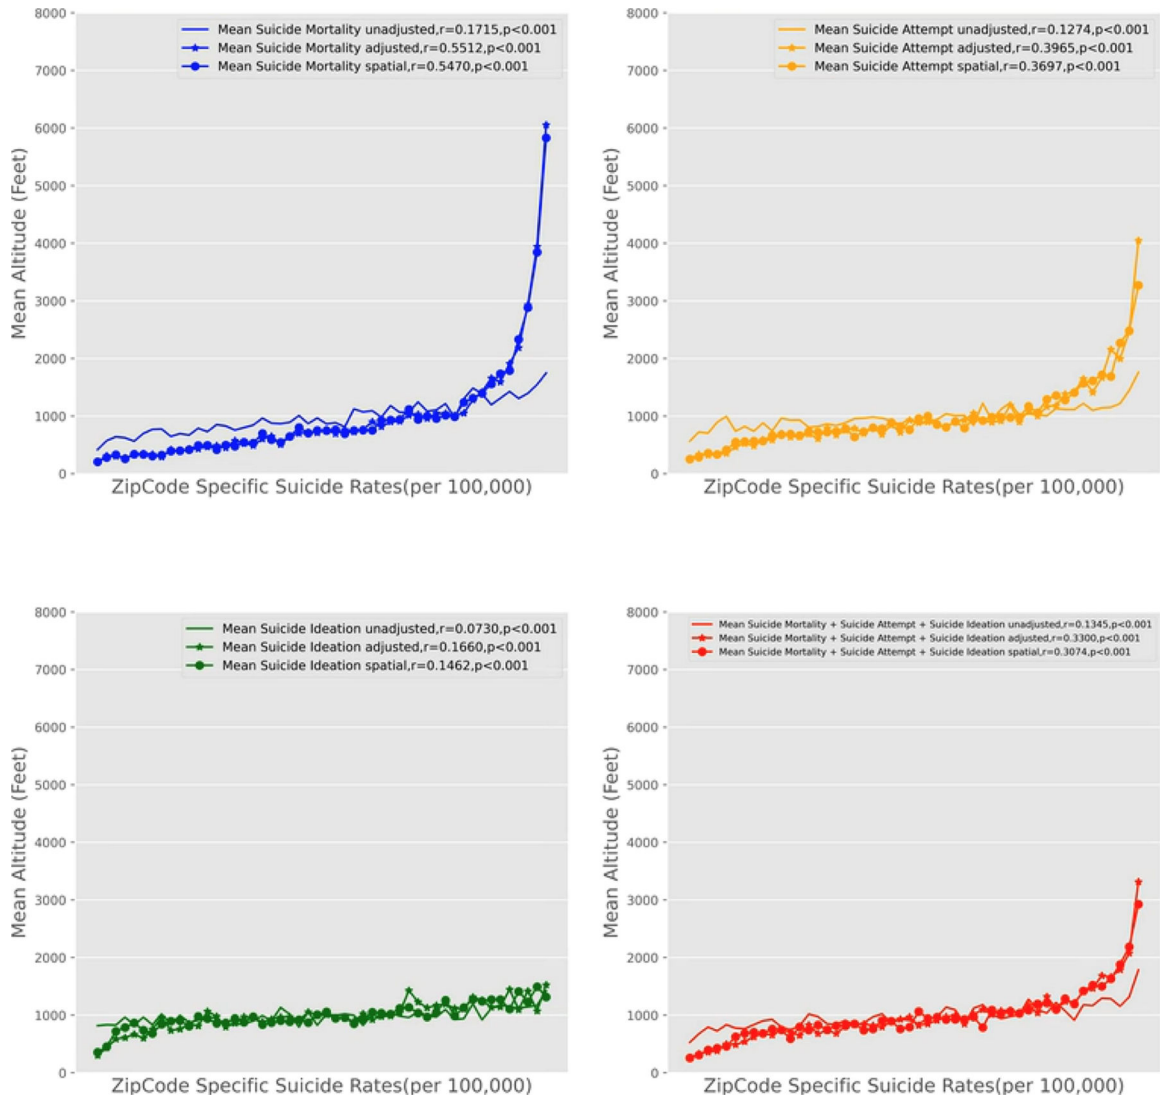 Mean Suicide Mortality unadjusted,r=0.1715,p<0.001
Mean Suicide Mortality adjusted,r=0.5512,p<0.001
Mean Suicide Mortality spatial,r=0.5470,p<0.001
8000
7000
6000
5000
4000
3000
2000
1000
0
Mean Altitude (Feet)
ZipCode Specific Suicide Rates(per 100,000)
Mean Suicide Attempt unadjusted,r=0.1274,p<0.001
Mean Suicide Attempt adjusted,r=0.3965,p<0.001
Mean Suicide Attempt spatial,r=0.3697,p<0.001
8000
7000
6000
5000
4000
3000
2000
1000
0
Mean Altitude (Feet)
ZipCode Specific Suicide Rates(per 100,000)
Mean Suicide Ideation unadjusted,r=0.0730,p<0.001
Mean Suicide Ideation adjusted,r=0.1660,p<0.001
Mean Suicide Ideation spatial,r=0.1462,p<0.001
8000
7000
6000
5000
4000
3000
2000
1000
0
Mean Altitude (Feet)
ZipCode Specific Suicide Rates(per 100,000)
Mean Suicide Mortality + Suicide Attempt + Suicide Ideation unadjusted,r=0.1345,p<0.001
Mean Suicide Mortality + Suicide Attempt + Suicide Ideation adjusted,r=0.3300,p<0.001
Mean Suicide Mortality + Suicide Attempt + Suicide Ideation spatial,r=0.3074,p<0.001
8000
7000
6000
5000
4000
3000
2000
1000
0
Mean Altitude (Feet)
ZipCode Specific Suicide Rates(per 100,000)